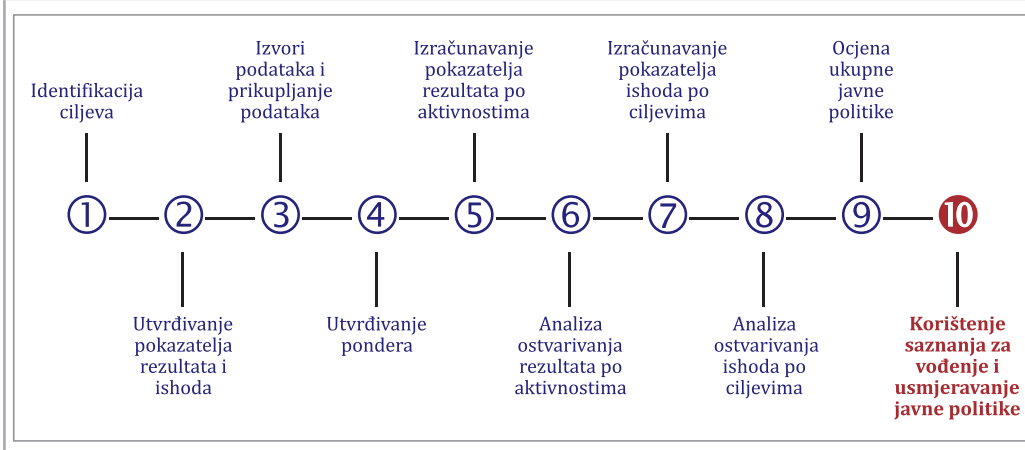 Identifikacija
ciljeva
1
Utvrđivanje
pokazatelja
rezultata i
ishoda
2
Izvori
podataka i
prikupljanje
podataka
3
Utvrđivanje
pondera
4
Izračunavanje
pokazatelja
rezultata po
aktivnostima
5
Analiza
ostvarivanja
rezultata po
aktivnostima
6
Izračunavanje
pokazatelja
ishoda po
ciljevima
7
Analiza
ostvarivanja
ishoda po
ciljevima
8
Ocjena
ukupne
javne
politike
9
Korištenje
saznanja za
vođenje i
usmjeravanje
javne politike
10